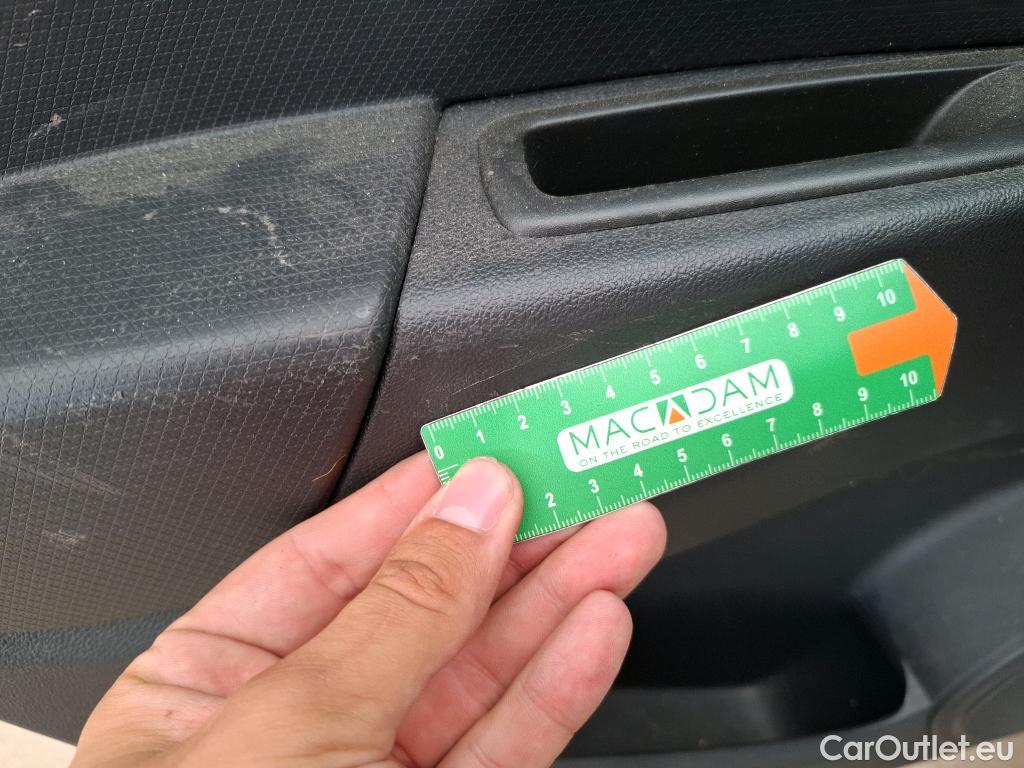 0 1 2 3 4 5 6 7 8 9 10
MACADAM
ON THE ROAD TO EXCELLENCE
2 3 4 5 6 7 8 9 10
CarOutlet.eu